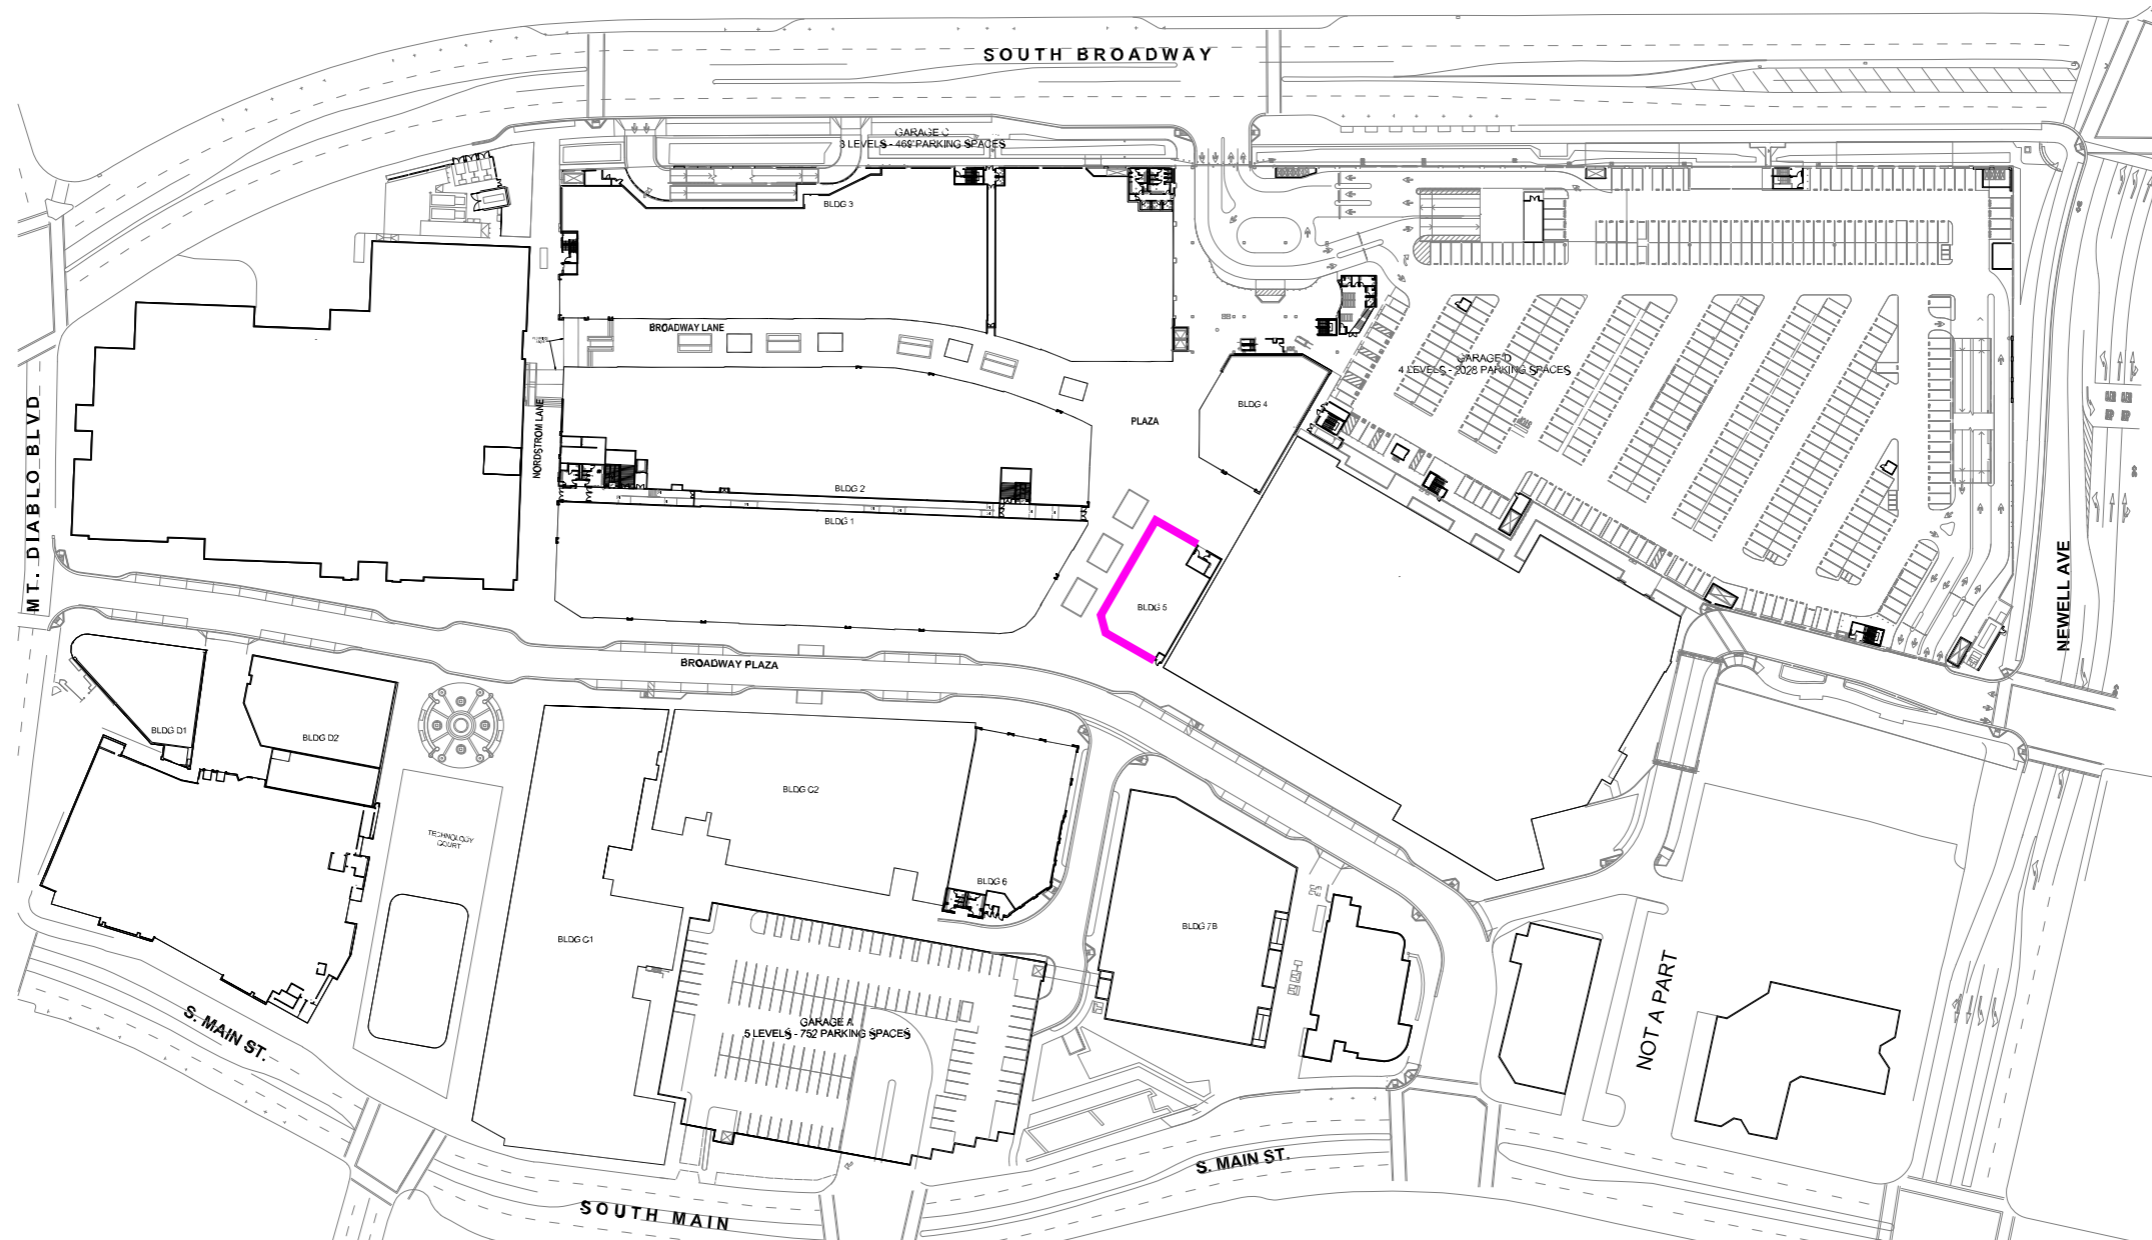 SOUTH BROADWAY
GARAGE C
3 LEVELS - 469 PARKING SPACES
BLDG 3
BROADWAY LANE
GARAGE D
4 LEVELS - 2028 PARKING SPACES
BLDG 4
PLAZA
MT. DIABLO BLVD
NORDSTROM LANE
BLDG 2
BLDG 1
BLDG 5
NEWELL AVE
BROADWAY PLAZA
BLDG D1
BLDG D2
BLDG C2
TECHNOLOGY
COURT
BLDG 6
BLDG 7B
BLDG C1
NOT A PART
S. MAIN ST.
GARAGE A
5 LEVELS - 752 PARKING SPACES
S. MAIN ST.
SOUTH MAIN